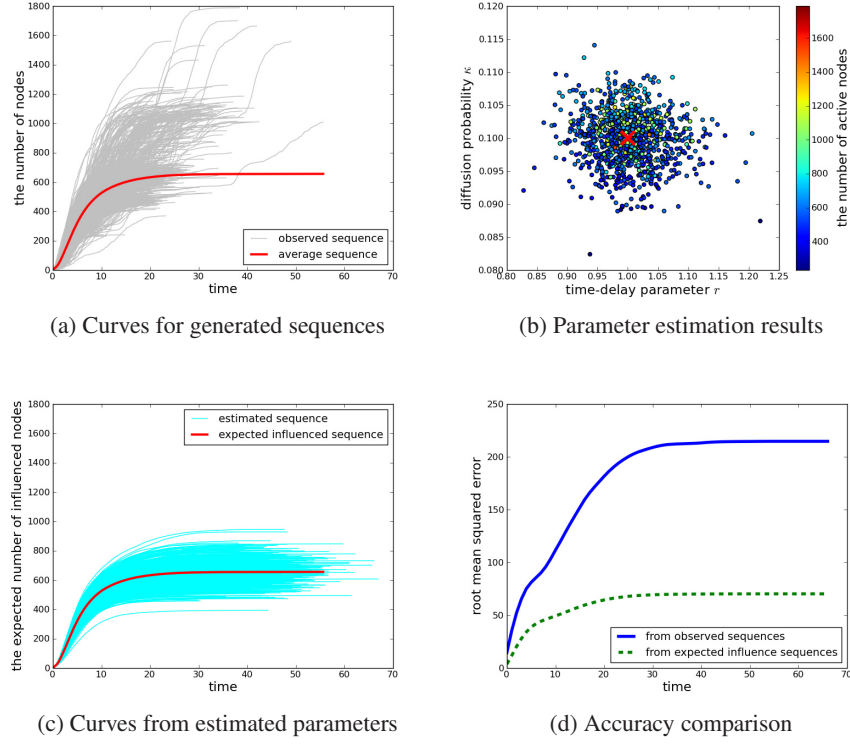 1800
1600
1400
1200
1000
800
600
400
200
0
0 10 20 30 40 50 60 70
the number of nodes
time
observed sequence
average sequence
(a) Curves for generated sequences
0.120
0.115
0.110
0.105
0.100
0.095
0.090
0.085
0.080
0.80 0.85 0.90 0.95 1.00 1.05 1.10 1.15 1.20 1.25
diffusion probability κ
time-delay parameter r
1600
1400
1200
1000
800
600
400
the number of active nodes
(b) Parameter estimation results
1800
1600
1400
1200
1000
800
600
400
200
0
0 10 20 30 40 50 60 70
the expected number of influenced nodes
time
estimated sequence
expected influenced sequence
(c) Curves from estimated parameters
250
200
150
100
50
0
0 10 20 30 40 50 60 70
root mean squared error
time
from observed sequences
from expected influence sequences
(d) Accuracy comparison